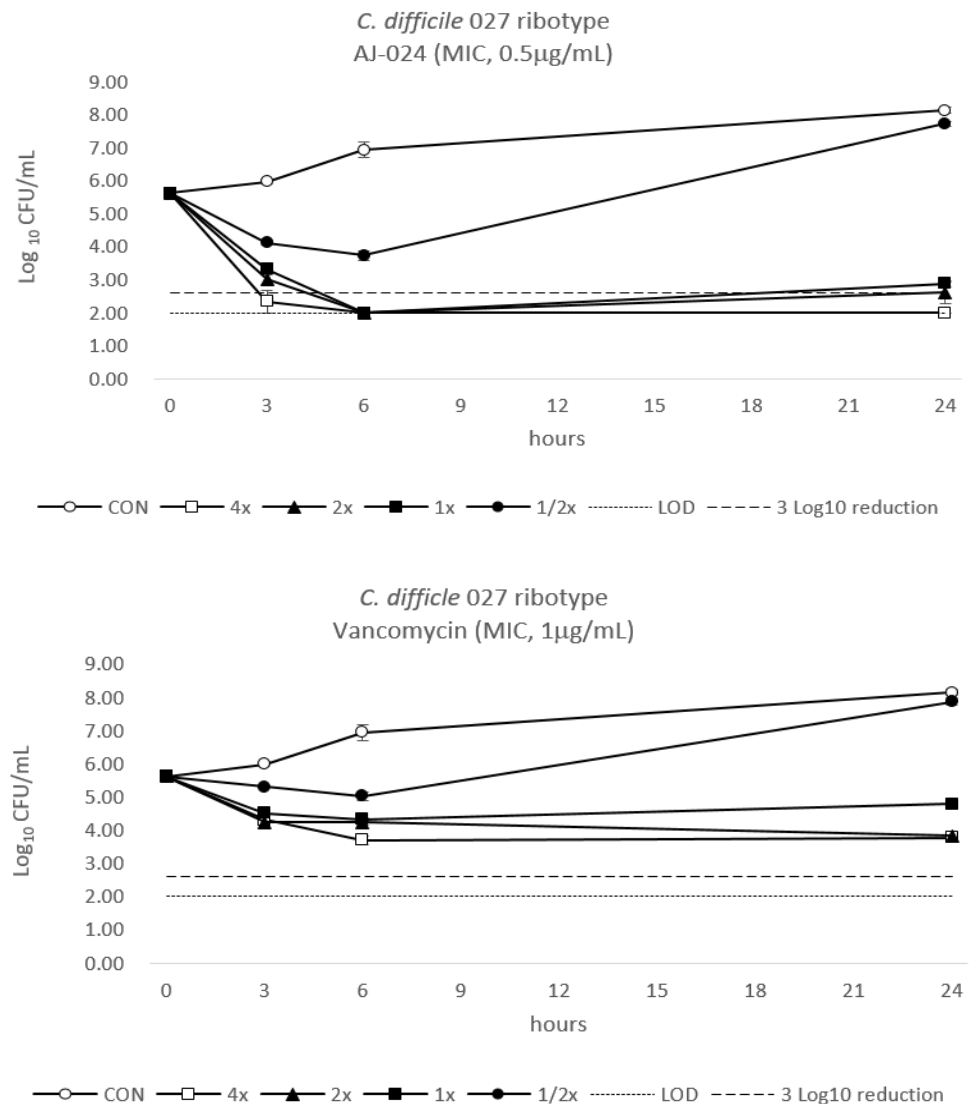 C. difficile 027 ribotype
AJ-024 (MIC, 0.5µg/mL)
9.00
8.00
7.00
6.00
5.00
4.00
3.00
2.00
1.00
0.00
Log 10 CFU/mL
0 3 6 9 12 15 18 21 24
hours
CON 4x 2x 1x 1/2x LOD 3 Log10 reduction
C. difficle 027 ribotype
Vancomycin (MIC, 1µg/mL)
9.00
8.00
7.00
6.00
5.00
4.00
3.00
2.00
1.00
0.00
Log10 CFU/mL
0 3 6 9 12 15 18 21 24
hours
CON 4x 2x 1x 1/2x LOD 3 Log10 reduction